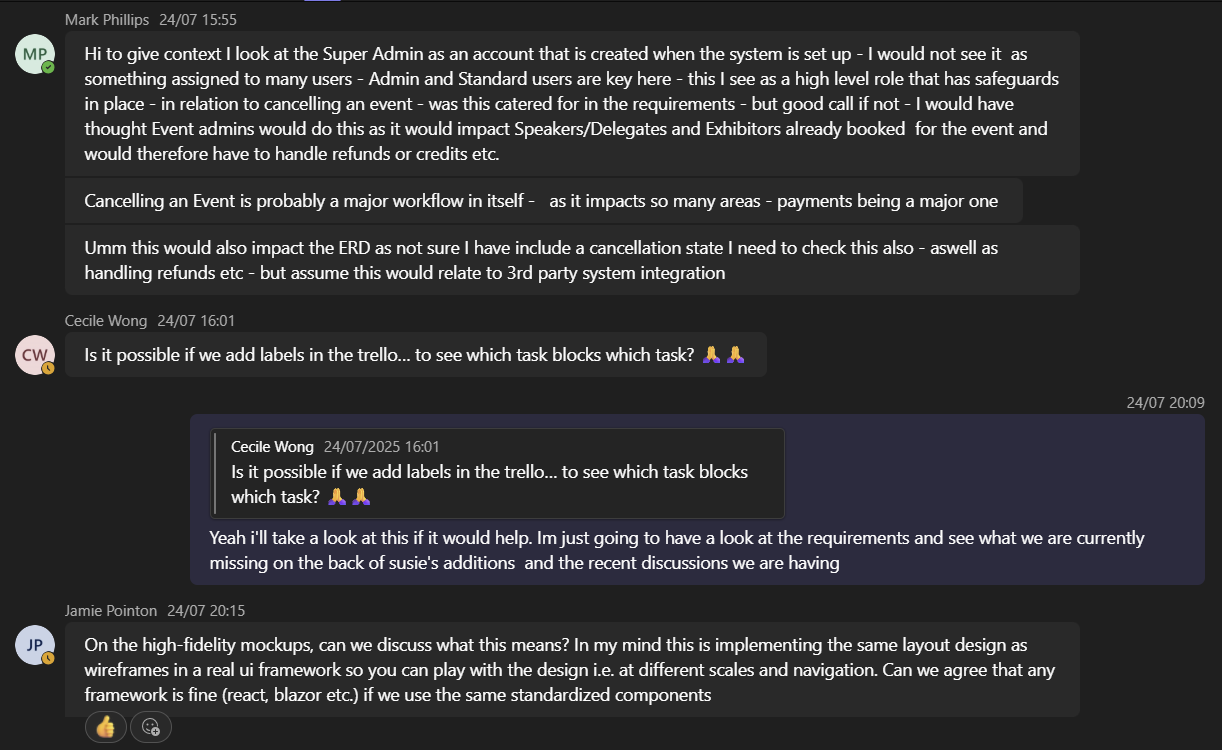 Mark Phillips 24/07 15:55
MP
Hi to give context I look at the Super Admin as an account that is created when the system is set up - I would not see it as
something assigned to many users - Admin and Standard users are key here - this I see as a high level role that has safeguards
in place - in relation to cancelling an event - was this catered for in the requirements - but good call if not - I would have
thought Event admins would do this as it would impact Speakers/Delegates and Exhibitors already booked for the event and
would therefore have to handle refunds or credits etc.
Cancelling an Event is probably a major workflow in itself - as it impacts so many areas - payments being a major one
Umm this would also impact the ERD as not sure I have include a cancellation state I need to check this also - aswell as
handling refunds etc - but assume this would relate to 3rd party system integration
Cecile Wong 24/07 16:01
CW
Is it possible if we add labels in the trello... to see which task blocks which task? 🙏 🙏
24/07 20:09
Cecile Wong 24/07/2025 16:01
Is it possible if we add labels in the trello... to see which task blocks
which task? 🙏 🙏
Yeah i'll take a look at this if it would help. Im just going to have a look at the requirements and see what we are currently
missing on the back of susie's additions and the recent discussions we are having
Jamie Pointon 24/07 20:15
JP
On the high-fidelity mockups, can we discuss what this means? In my mind this is implementing the same layout design as
wireframes in a real ui framework so you can play with the design i.e. at different scales and navigation. Can we agree that any
framework is fine (react, blazor etc.) if we use the same standardized components